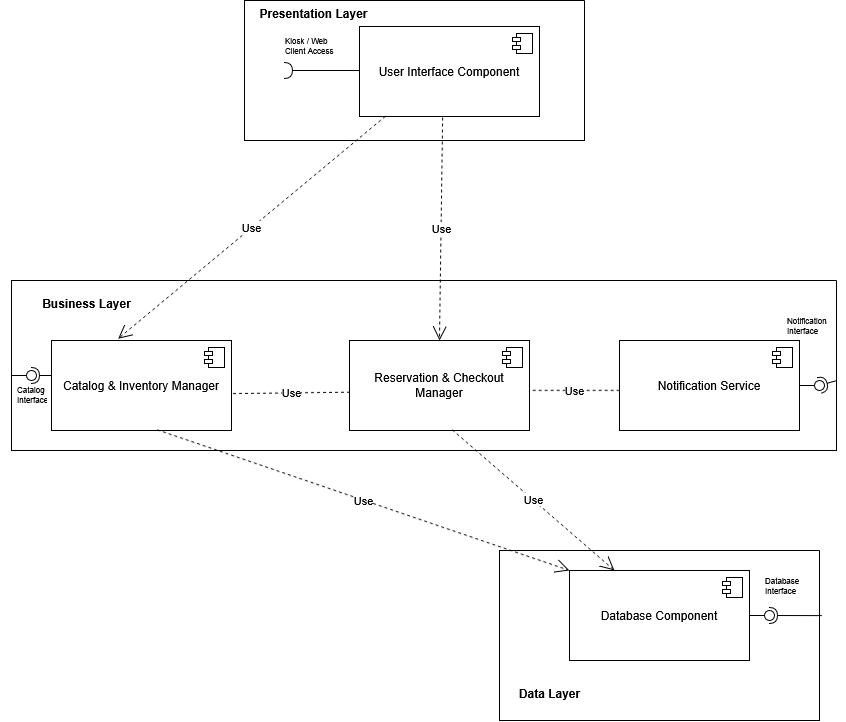 Presentation Layer
Kiosk / Web
Client Access
User Interface Component
Use
Use
Business Layer
Notification
Interface
Catalog & Inventory Manager
Reservation & Checkout
Manager
Notification Service
Catalog
Interface
Use
Use
Use
Use
Database
Interface
Database Component
Data Layer